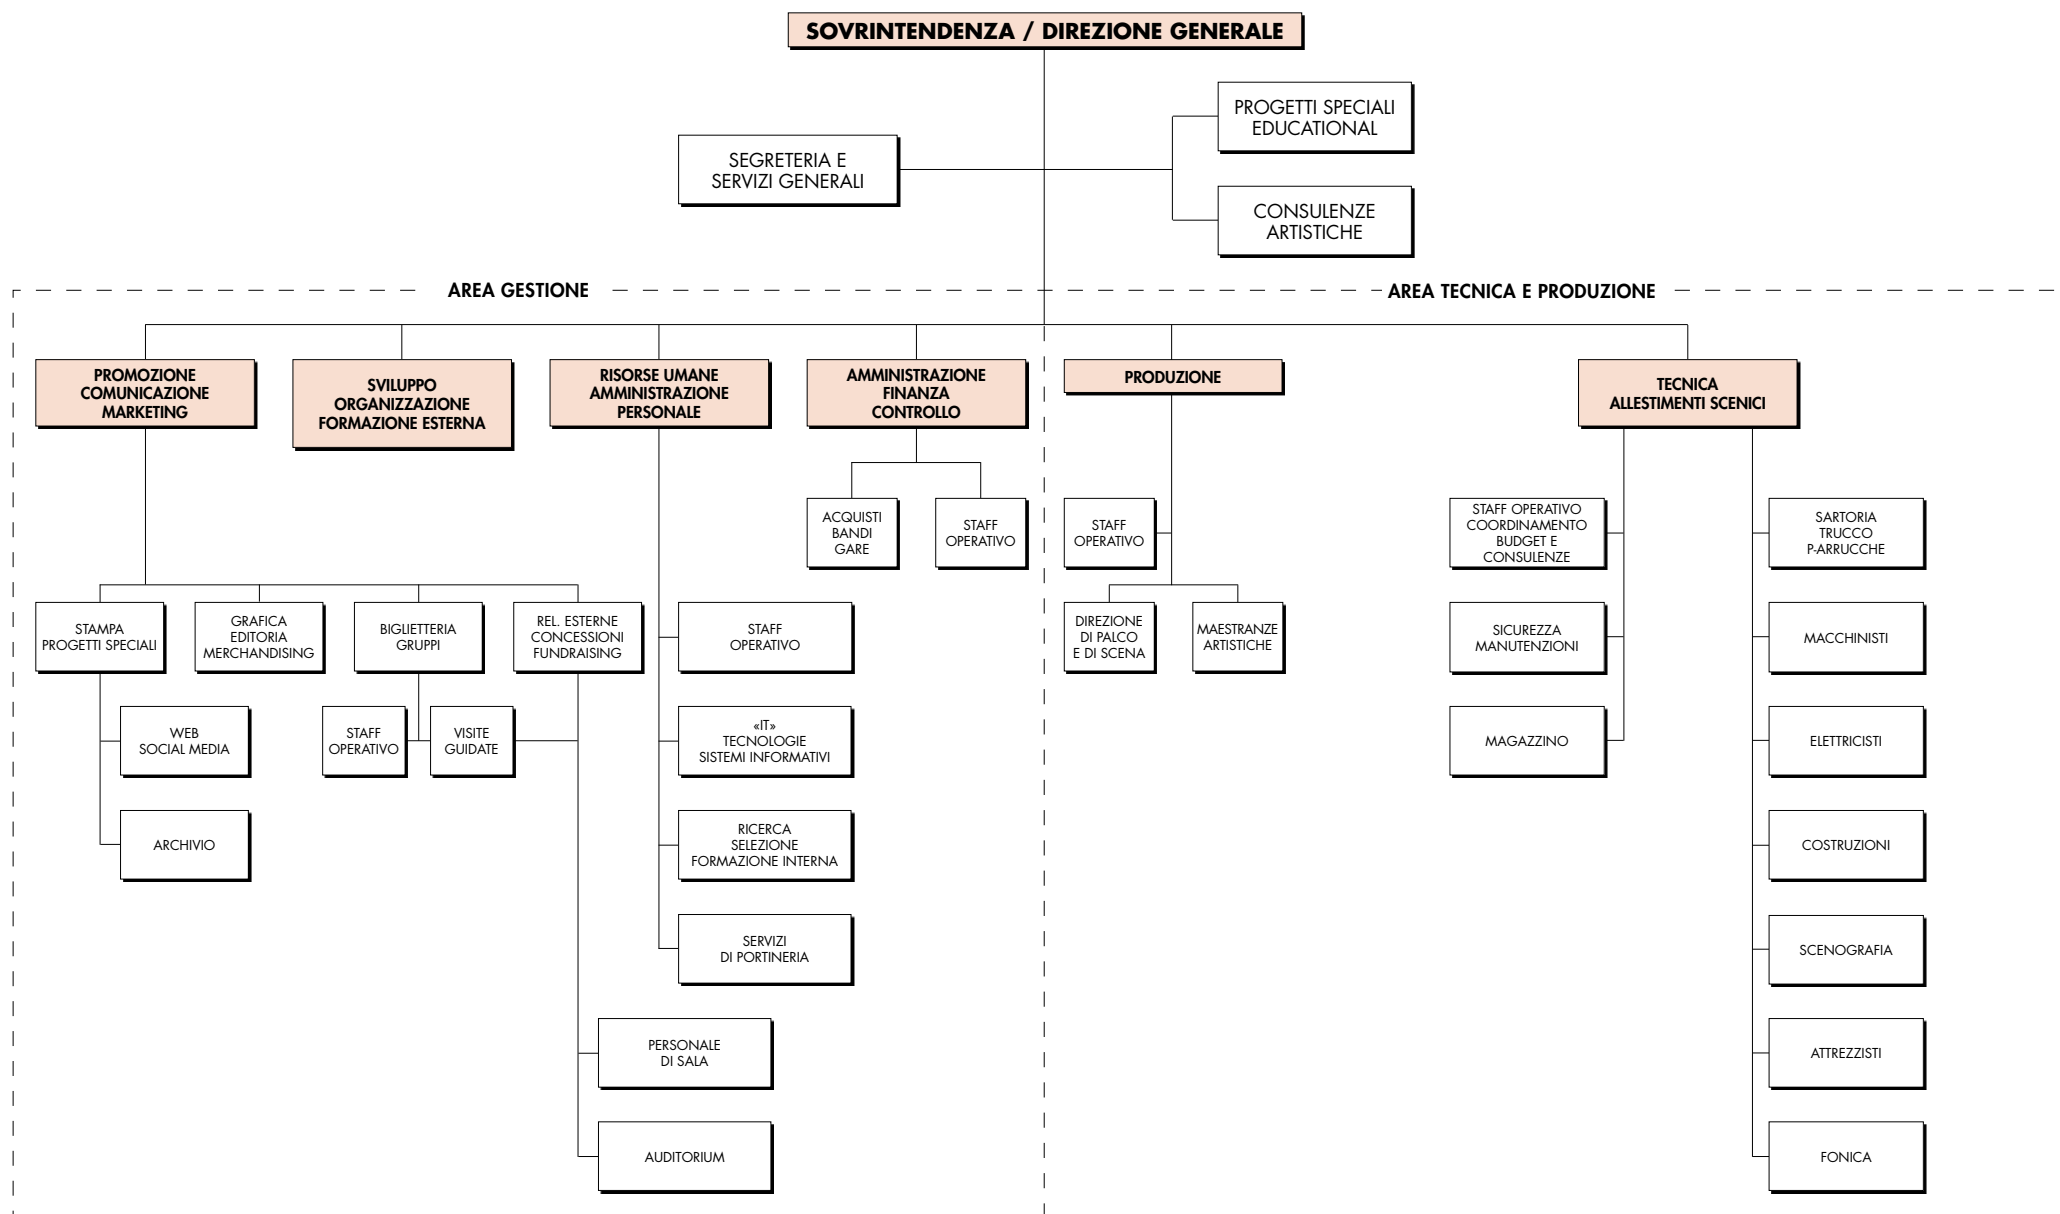 SOVRINTENDENZA / DIREZIONE GENERALE
PROGETTI SPECIALI
EDUCATIONAL
SEGRETERIA E
SERVIZI GENERALI
CONSULENZE
ARTISTICHE
AREA GESTIONE
AREA TECNICA E PRODUZIONE
PROMOZIONE
COMUNICAZIONE
MARKETING
SVILUPPO
ORGANIZZAZIONE
FORMAZIONE ESTERNA
RISORSE UMANE
AMMINISTRAZIONE
PERSONALE
AMMINISTRAZIONE
FINANZA
CONTROLLO
PRODUZIONE
TECNICA
ALLESTIMENTI SCENICI
ACQUISTI
BANDI
GARE
STAFF
OPERATIVO
STAFF
OPERATIVO
STAFF OPERATIVO
COORDINAMENTO
BUDGET E
CONSULENZE
SARTORIA
TRUCCO
P-ARRUCCHE
STAMPA
PROGETTI SPECIALI
GRAFICA
EDITORIA
MERCHANDISING
BIGLIETTERIA
GRUPPI
REL. ESTERNE
CONCESSIONI
FUNDRAISING
STAFF
OPERATIVO
DIREZIONE
DI PALCO
E DI SCENA
MAESTRANZE
ARTISTICHE
SICUREZZA
MANUTENZIONI
MACCHINISTI
WEB
SOCIAL MEDIA
STAFF
OPERATIVO
VISITE
GUIDATE
«IT»
TECNOLOGIE
SISTEMI INFORMATIVI
MAGAZZINO
ELETTRICISTI
ARCHIVIO
RICERCA
SELEZIONE
FORMAZIONE INTERNA
COSTRUZIONI
SERVIZI
DI PORTINERIA
SCENOGRAFIA
PERSONALE
DI SALA
ATTREZZISTI
AUDITORIUM
FONICA